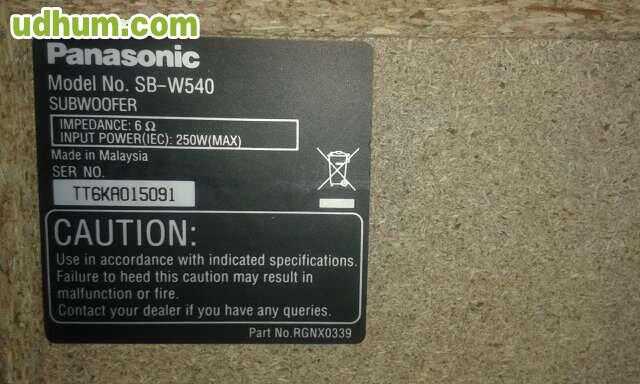 udhum.com
Panasonic
Model No. SB-W540
SUBWOOFER
IMPEDANCE: 6 Ω
INPUT POWER(IEC): 250W(MAX)
Made in Malaysia
SER NO.
TT6KA015091
CAUTION:
Use in accordance with indicated specifications.
Failure to heed this caution may result in
malfunction or fire.
Contact your dealer if you have any queries.
Part No.RGNX0339